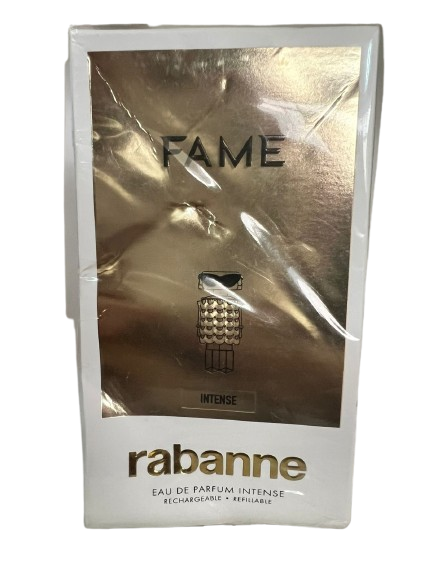 FAME
INTENSE
rabanne
EAU DE PARFUM INTENSE
RECHARGEABLE • REFILLABLE